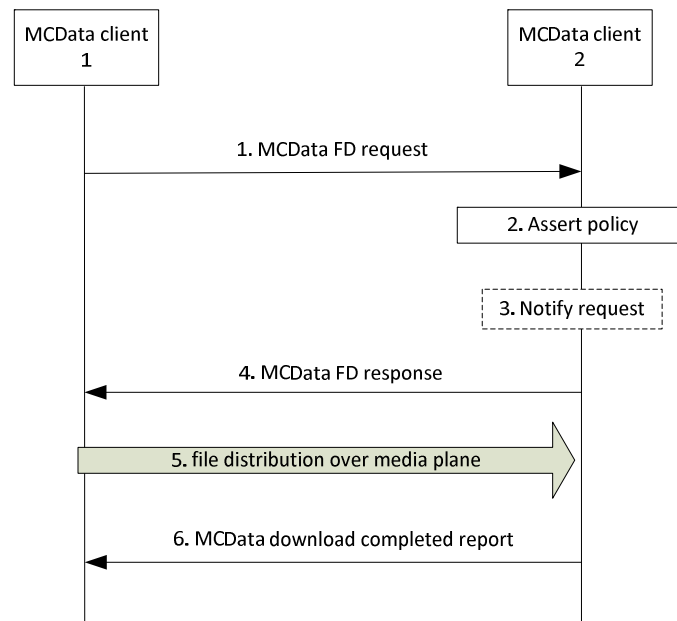 MCData client
1
MCData client
2
1. MCData FD request
2. Assert policy
3. Notify request
4. MCData FD response
5. file distribution over media plane
6. MCData download completed report